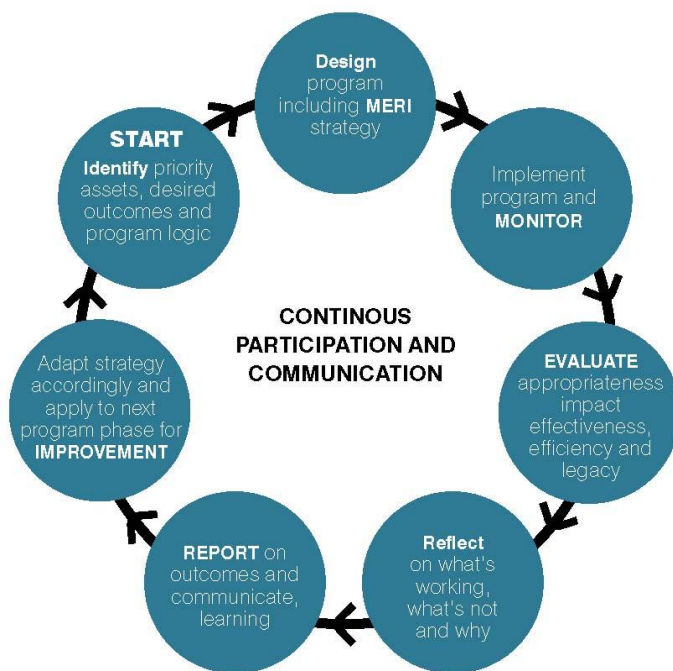 START
Identify priority
assets, desired
outcomes and
program logic
Design
program
including MERI
strategy
Implement
program and
MONITOR
EVALUATE
appropriateness
impact
effectiveness,
efficiency and
legacy
Reflect
on what's
working,
what's not
and why
REPORT on
outcomes and
communicate,
learning
Adapt strategy
accordingly and
apply to next
program phase for
IMPROVEMENT
CONTINOUS
PARTICIPATION AND
COMMUNICATION